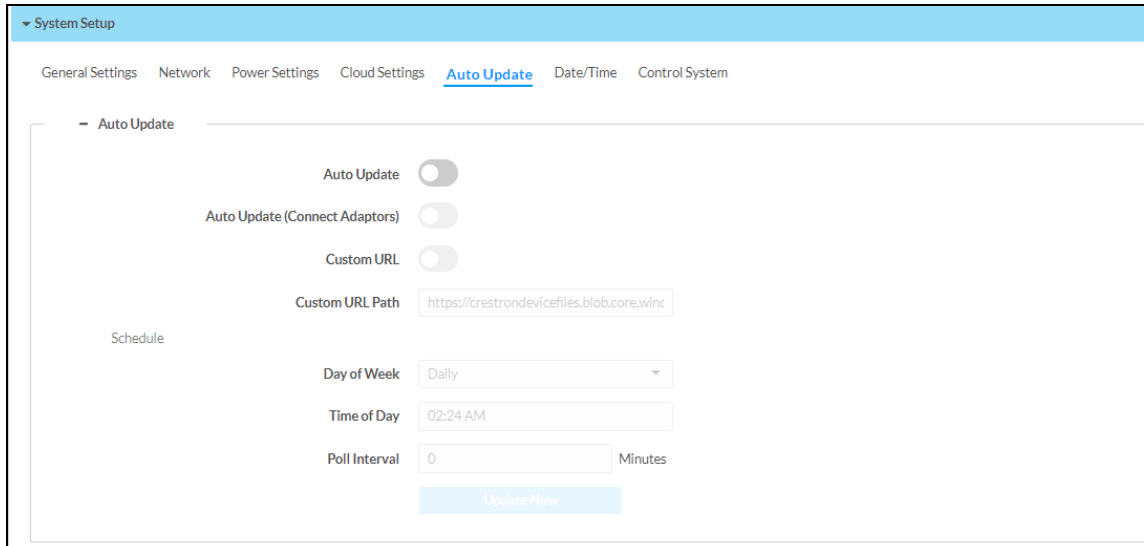 System Setup
General Settings Network Power Settings Cloud Settings Auto Update Date/Time Control System
– Auto Update
Auto Update
Auto Update (Connect Adaptors)
Custom URL
Custom URL Path https://crestrondevicefiles.blob.core.winc
Schedule
Day of Week Daily
Time of Day 02:24 AM
Poll Interval 0 Minutes
Update Now